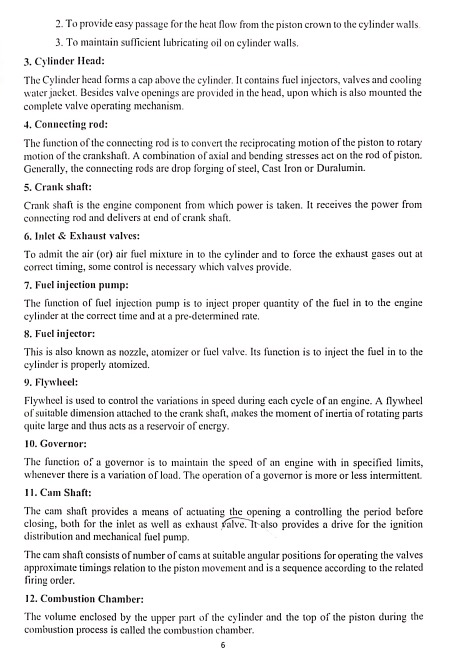 2. To provide easy passage for the heat flow from the piston crown to the cylinder walls.
3. To maintain sufficient lubricating oil on cylinder walls.
3. Cylinder Head:
The Cylinder head forms a cap above the cylinder. It contains fuel injectors, valves and cooling
water jacket. Besides valve openings are provided in the head, upon which is also mounted the
complete valve operating mechanism.
4. Connecting rod:
The function of the connecting rod is to convert the reciprocating motion of the piston to rotary
motion of the crankshaft. A combination of axial and bending stresses act on the rod of piston.
Generally, the connecting rods are drop forging of steel, Cast Iron or Duralumin.
5. Crank shaft:
Crank shaft is the engine component from which power is taken. It receives the power from
connecting rod and delivers at end of crank shaft.
6. Inlet & Exhaust valves:
To admit the air (or) air fuel mixture in to the cylinder and to force the exhaust gases out at
correct timing, some control is necessary which valves provide.
7. Fuel injection pump:
The function of fuel injection pump is to inject proper quantity of the fuel in to the engine
cylinder at the correct time and at a pre-determined rate.
8. Fuel injector:
This is also known as nozzle, atomizer or fuel valve. Its function is to inject the fuel in to the
cylinder is properly atomized.
9. Flywheel:
Flywheel is used to control the variations in speed during each cycle of an engine. A flywheel
of suitable dimension attached to the crank shaft, makes the moment of inertia of rotating parts
quite large and thus acts as a reservoir of energy.
10. Governor:
The function of a governor is to maintain the speed of an engine with in specified limits,
whenever there is a variation of load. The operation of a governor is more or less intermittent.
11. Cam Shaft:
The cam shaft provides a means of actuating the opening a controlling the period before
closing, both for the inlet as well as exhaust valve. It also provides a drive for the ignition
distribution and mechanical fuel pump.
The cam shaft consists of number of cams at suitable angular positions for operating the valves
approximate timings relation to the piston movement and is a sequence according to the related
firing order.
12. Combustion Chamber:
The volume enclosed by the upper part of the cylinder and the top of the piston during the
combustion process is called the combustion chamber.
6